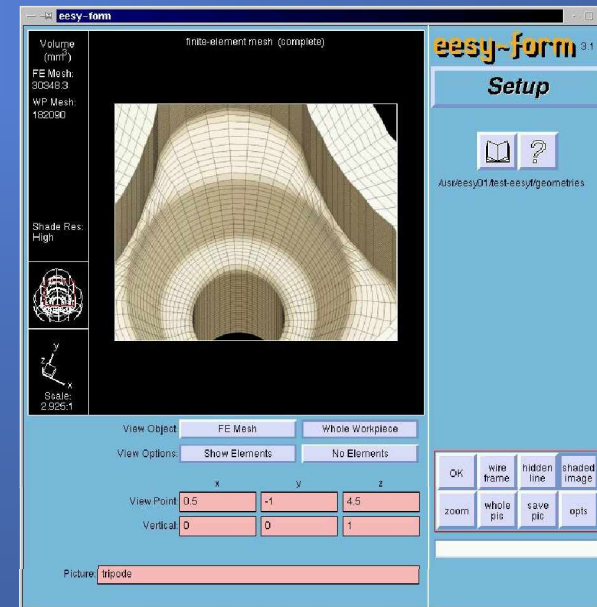 eesy-form
Volume
(mm³)
FE Mesh:
30348.3
WP Mesh:
182090
finite-element mesh (complete)
Shade Res:
High
y
z
x
Scale:
2.925:1
eesy-form 3.1
Setup
?
/usr/eesy01/test-eesyf/geometries
View Object: FE Mesh Whole Workpiece
View Options: Show Elements No Elements
x y z
View Point: 0.5 -1 4.5
Vertical: 0 0 1
Picture: tripode
OK wire frame hidden line shaded image
zoom whole pic save pic opts